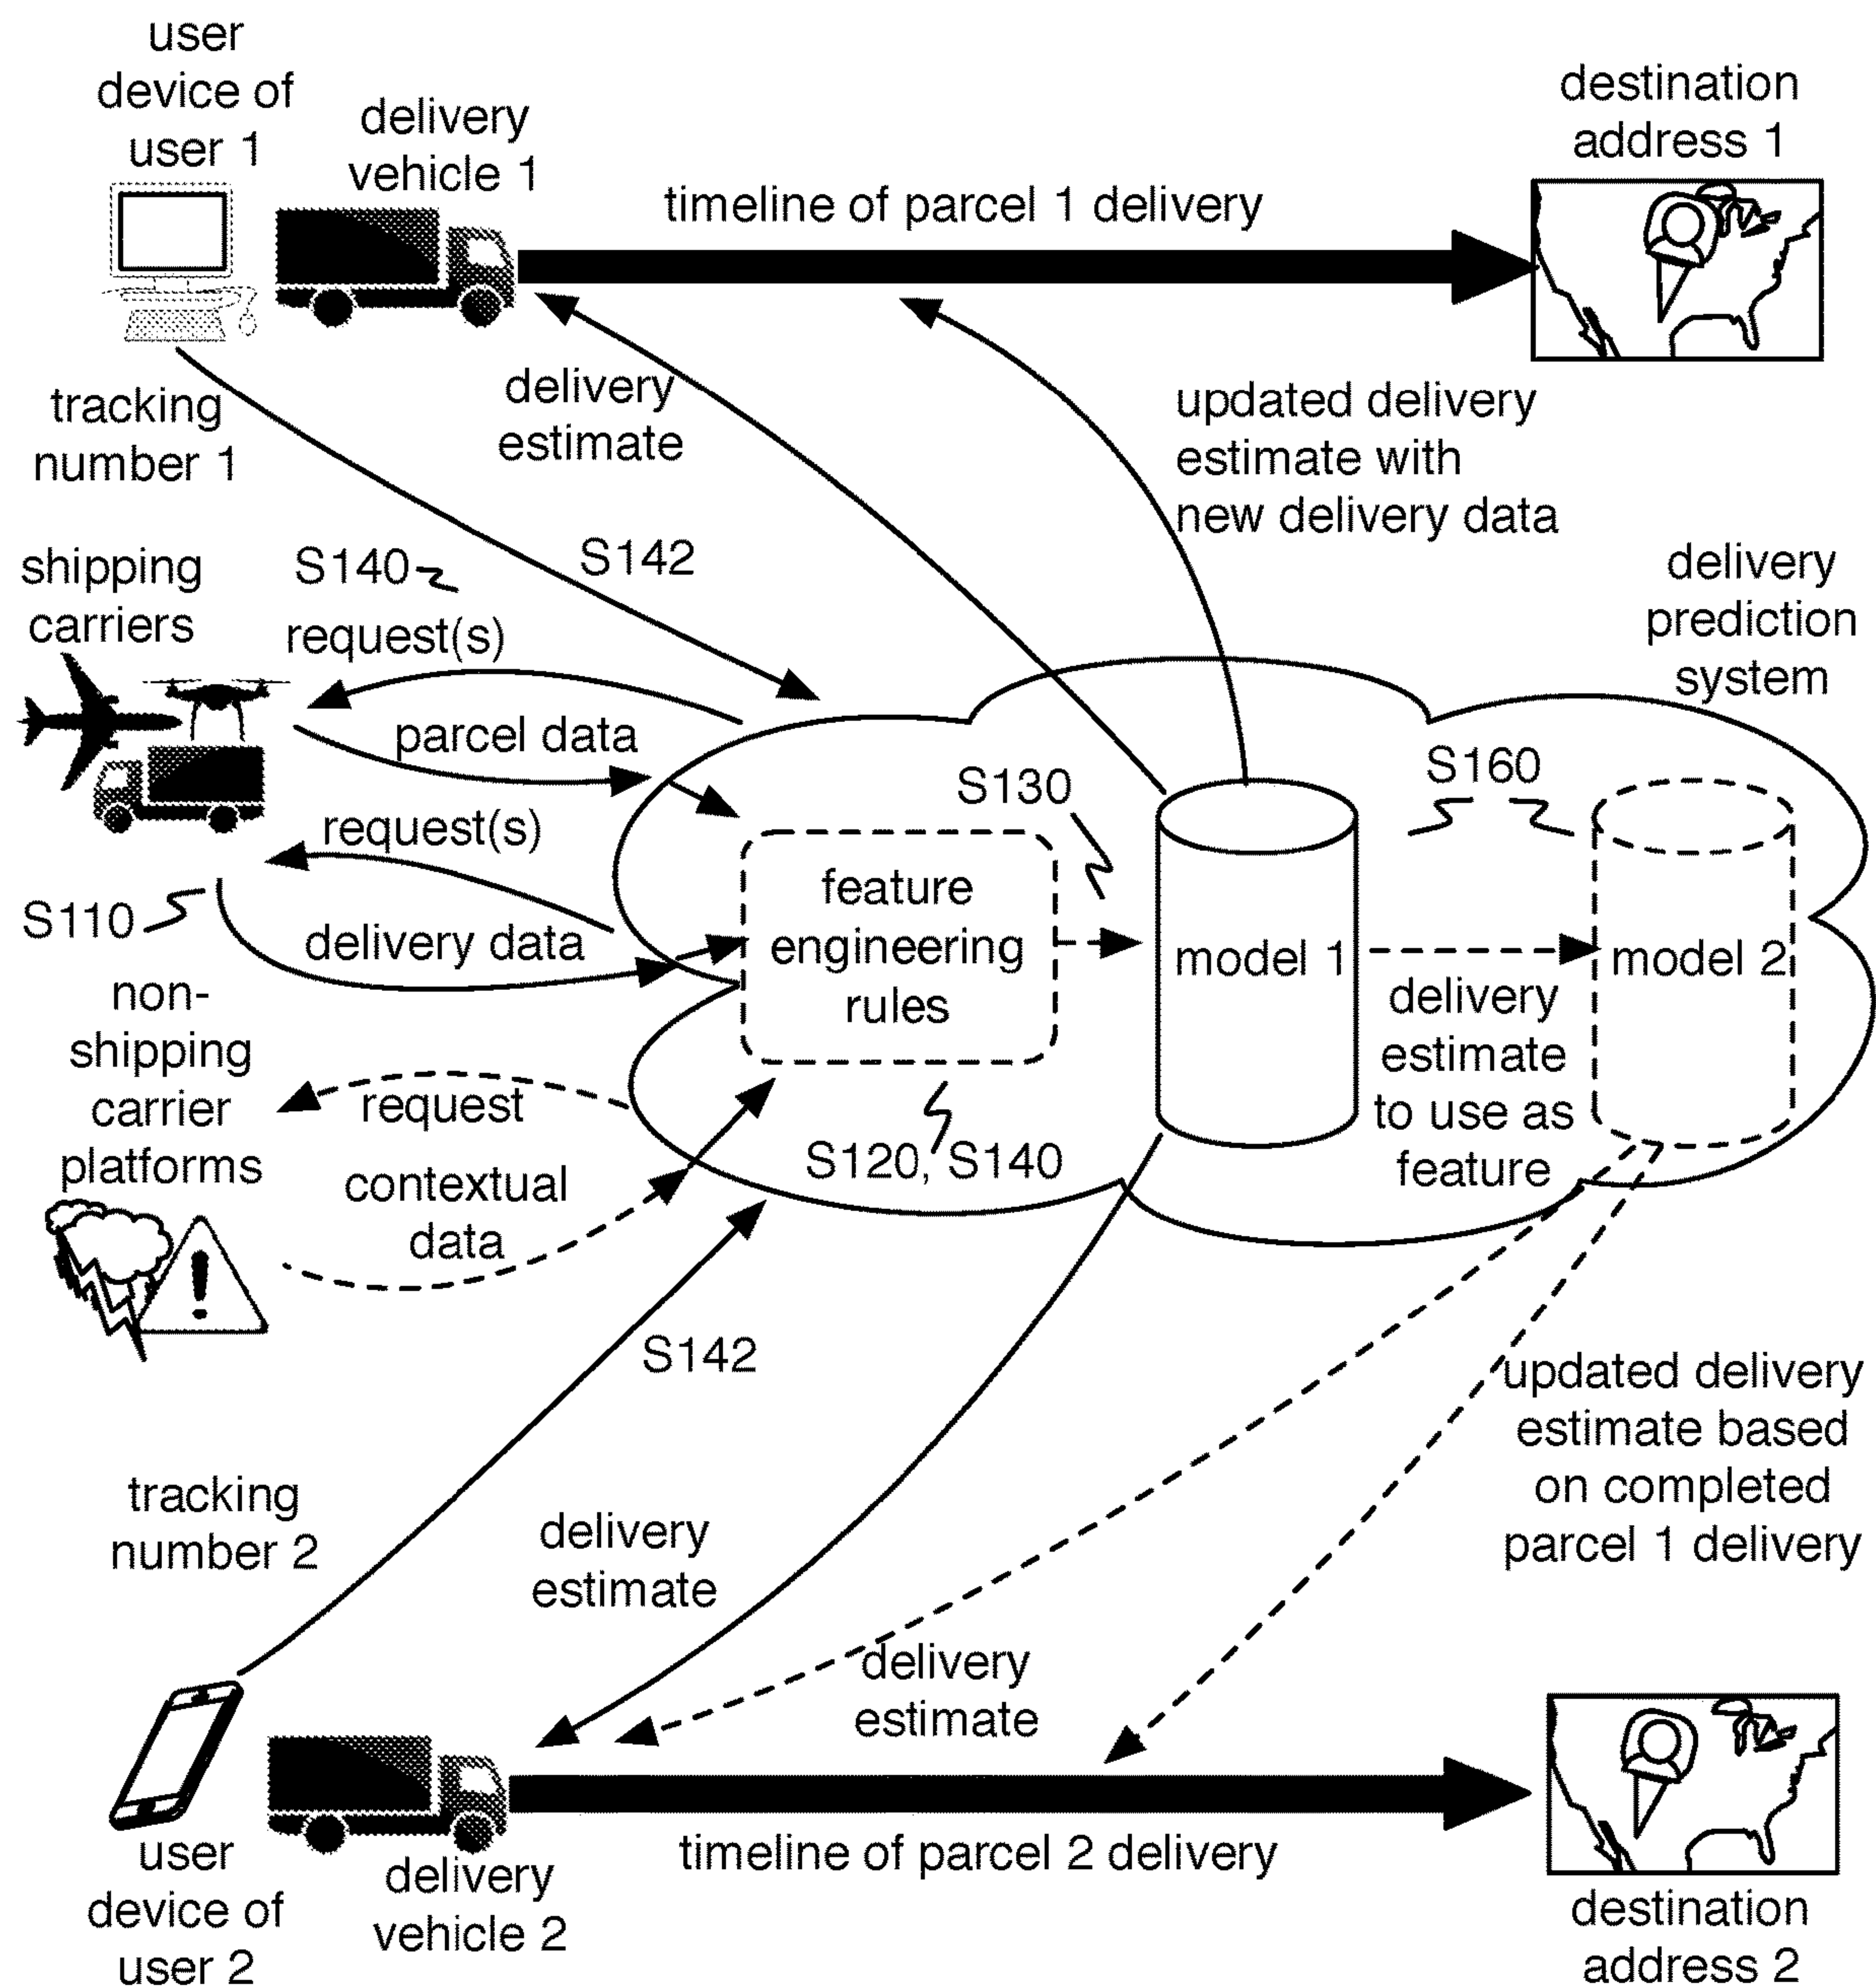 user
device of
user 1
delivery
vehicle 1
timeline of parcel 1 delivery
destination
address 1
tracking
number 1
delivery
estimate
updated delivery
estimate with
new delivery data
S142
shipping
carriers
S140
request(s)
parcel data
request(s)
S110
delivery data
delivery
prediction
system
S130
S160
feature
engineering
rules
model 1
model 2
delivery
estimate
to use as
feature
S120, S140
non-
shipping
carrier
platforms
request
contextual
data
S142
tracking
number 2
delivery
estimate
delivery
estimate
updated delivery
estimate based
on completed
parcel 1 delivery
user
device of
user 2
delivery
vehicle 2
timeline of parcel 2 delivery
destination
address 2